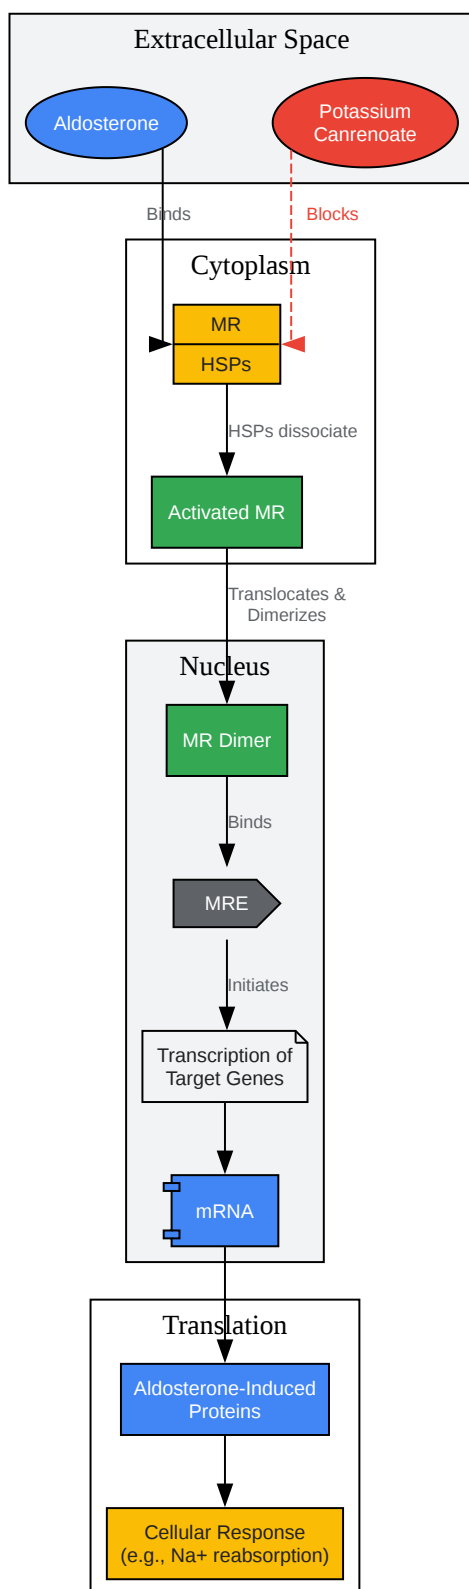 Extracellular Space
Aldosterone
Potassium
Canrenoate
Binds
Blocks
Cytoplasm
MR
HSPs
HSPs dissociate
Activated MR
Translocates &
Dimerizes
Nucleus
MR Dimer
Binds
MRE
Initiates
Transcription of
Target Genes
mRNA
Translation
Aldosterone-Induced
Proteins
Cellular Response
(e.g., Na+ reabsorption)